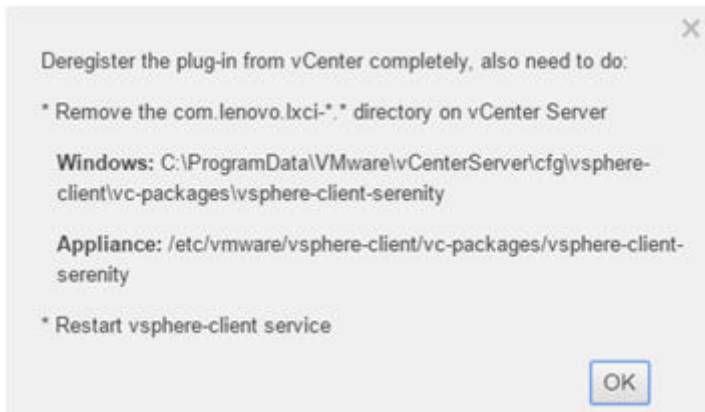 Deregister the plug-in from vCenter completely, also need to do:
* Remove the com.lenovo.lxci-*.* directory on vCenter Server
Windows: C:\ProgramData\VMware\vCenterServer\cfg\vsphere-
client\vc-packages\vsphere-client-serenity
Appliance: /etc/vmware/vsphere-client/vc-packages/vsphere-client-
serenity
* Restart vsphere-client service
OK